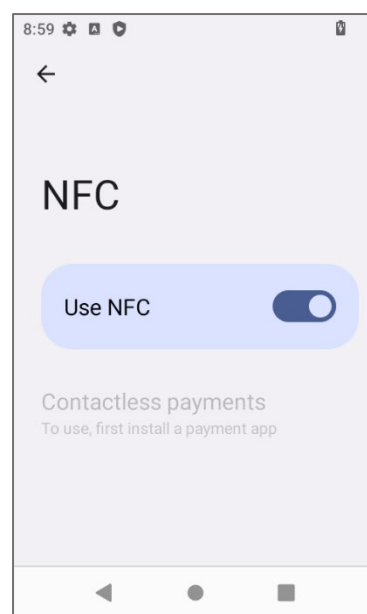 8:59
NFC
Use NFC
Contactless payments
To use, first install a payment app